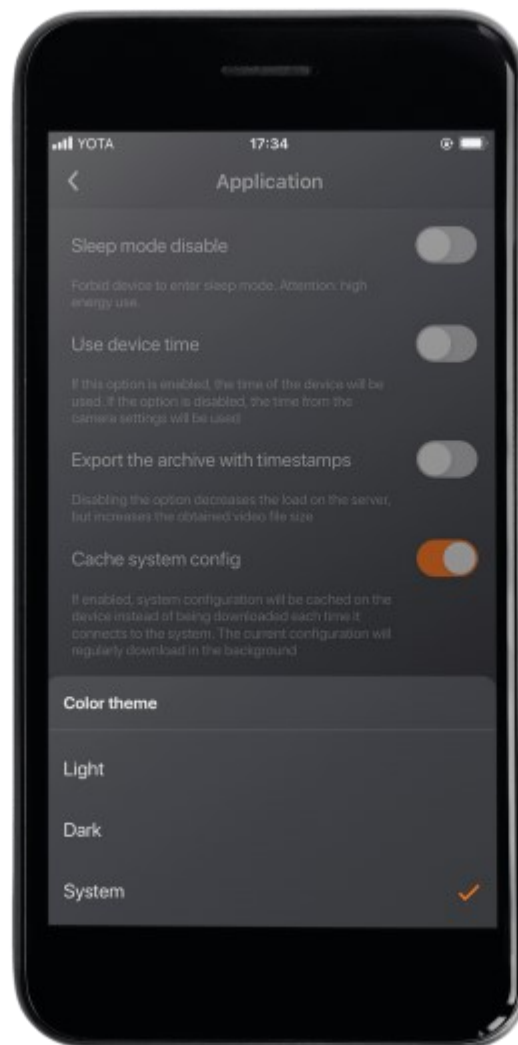 YOTA 17:34
Application
Sleep mode disable
Forbid device to enter sleep mode. Attention: high
energy use.
Use device time
If this option is enabled, the time of the device will be
used. If the option is disabled, the time from the
camera settings will be used
Export the archive with timestamps
Disabling the option decreases the load on the server,
but increases the obtained video file size
Cache system config
If enabled, system configuration will be cached on the
device instead of being downloaded each time it
connects to the system. The current configuration will
regularly download in the background
Color theme
Light
Dark
System